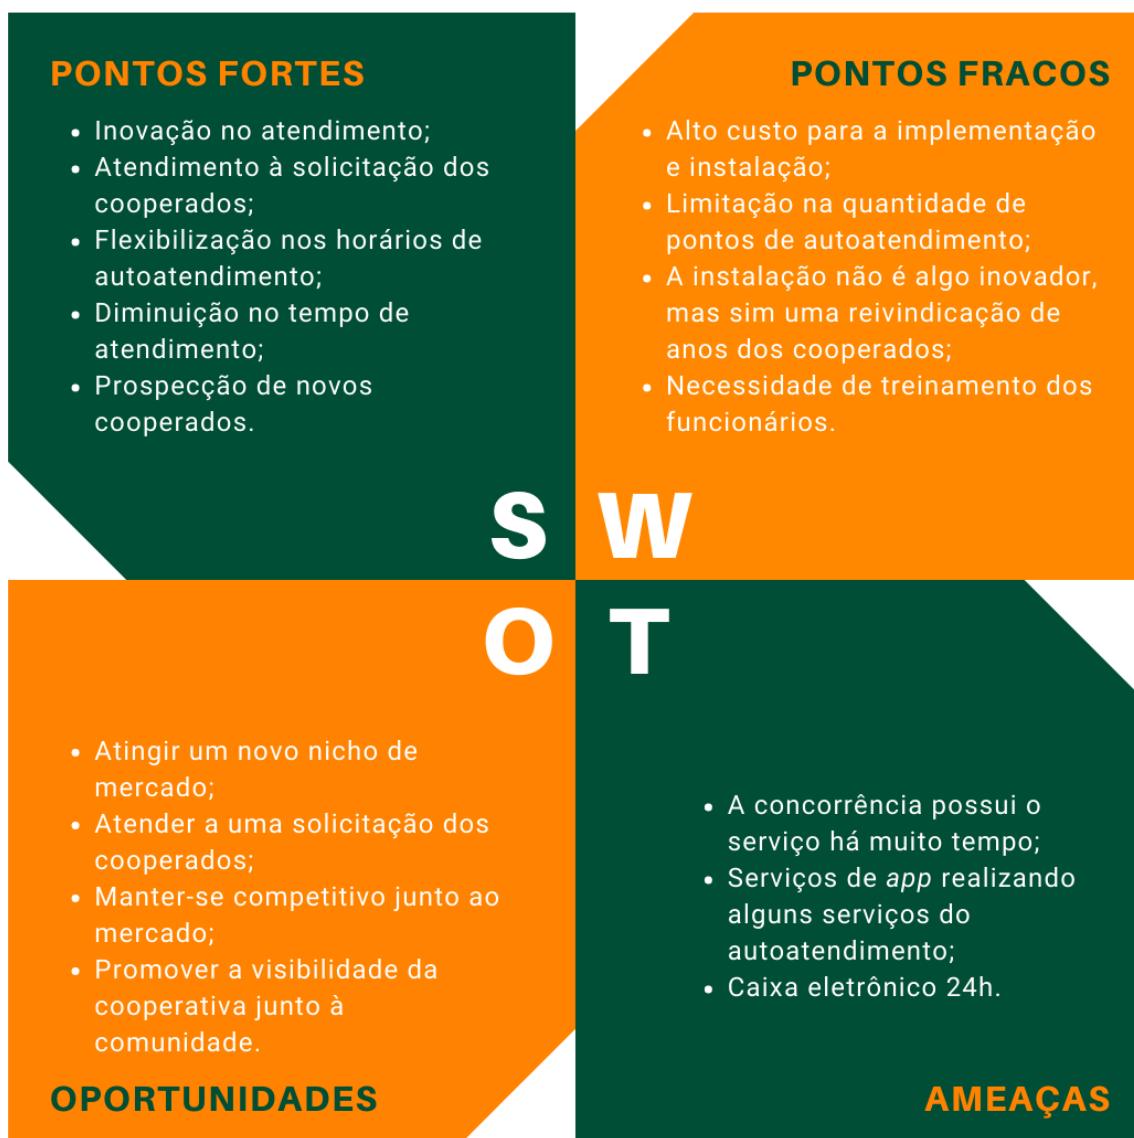 PONTOS FORTES
• Inovação no atendimento;
• Atendimento à solicitação dos
cooperados;
• Flexibilização nos horários de
autoatendimento;
• Diminuição no tempo de
atendimento;
• Prospecção de novos
cooperados.
S
PONTOS FRACOS
• Alto custo para a implementação
e instalação;
• Limitação na quantidade de
pontos de autoatendimento;
• A instalação não é algo inovador,
mas sim uma reivindicação de
anos dos cooperados;
• Necessidade de treinamento dos
funcionários.
W
O
• Atingir um novo nicho de
mercado;
• Atender a uma solicitação dos
cooperados;
• Manter-se competitivo junto ao
mercado;
• Promover a visibilidade da
cooperativa junto à
comunidade.
OPORTUNIDADES
T
• A concorrência possui o
serviço há muito tempo;
• Serviços de app realizando
alguns serviços do
autoatendimento;
• Caixa eletrônico 24h.
AMEAÇAS